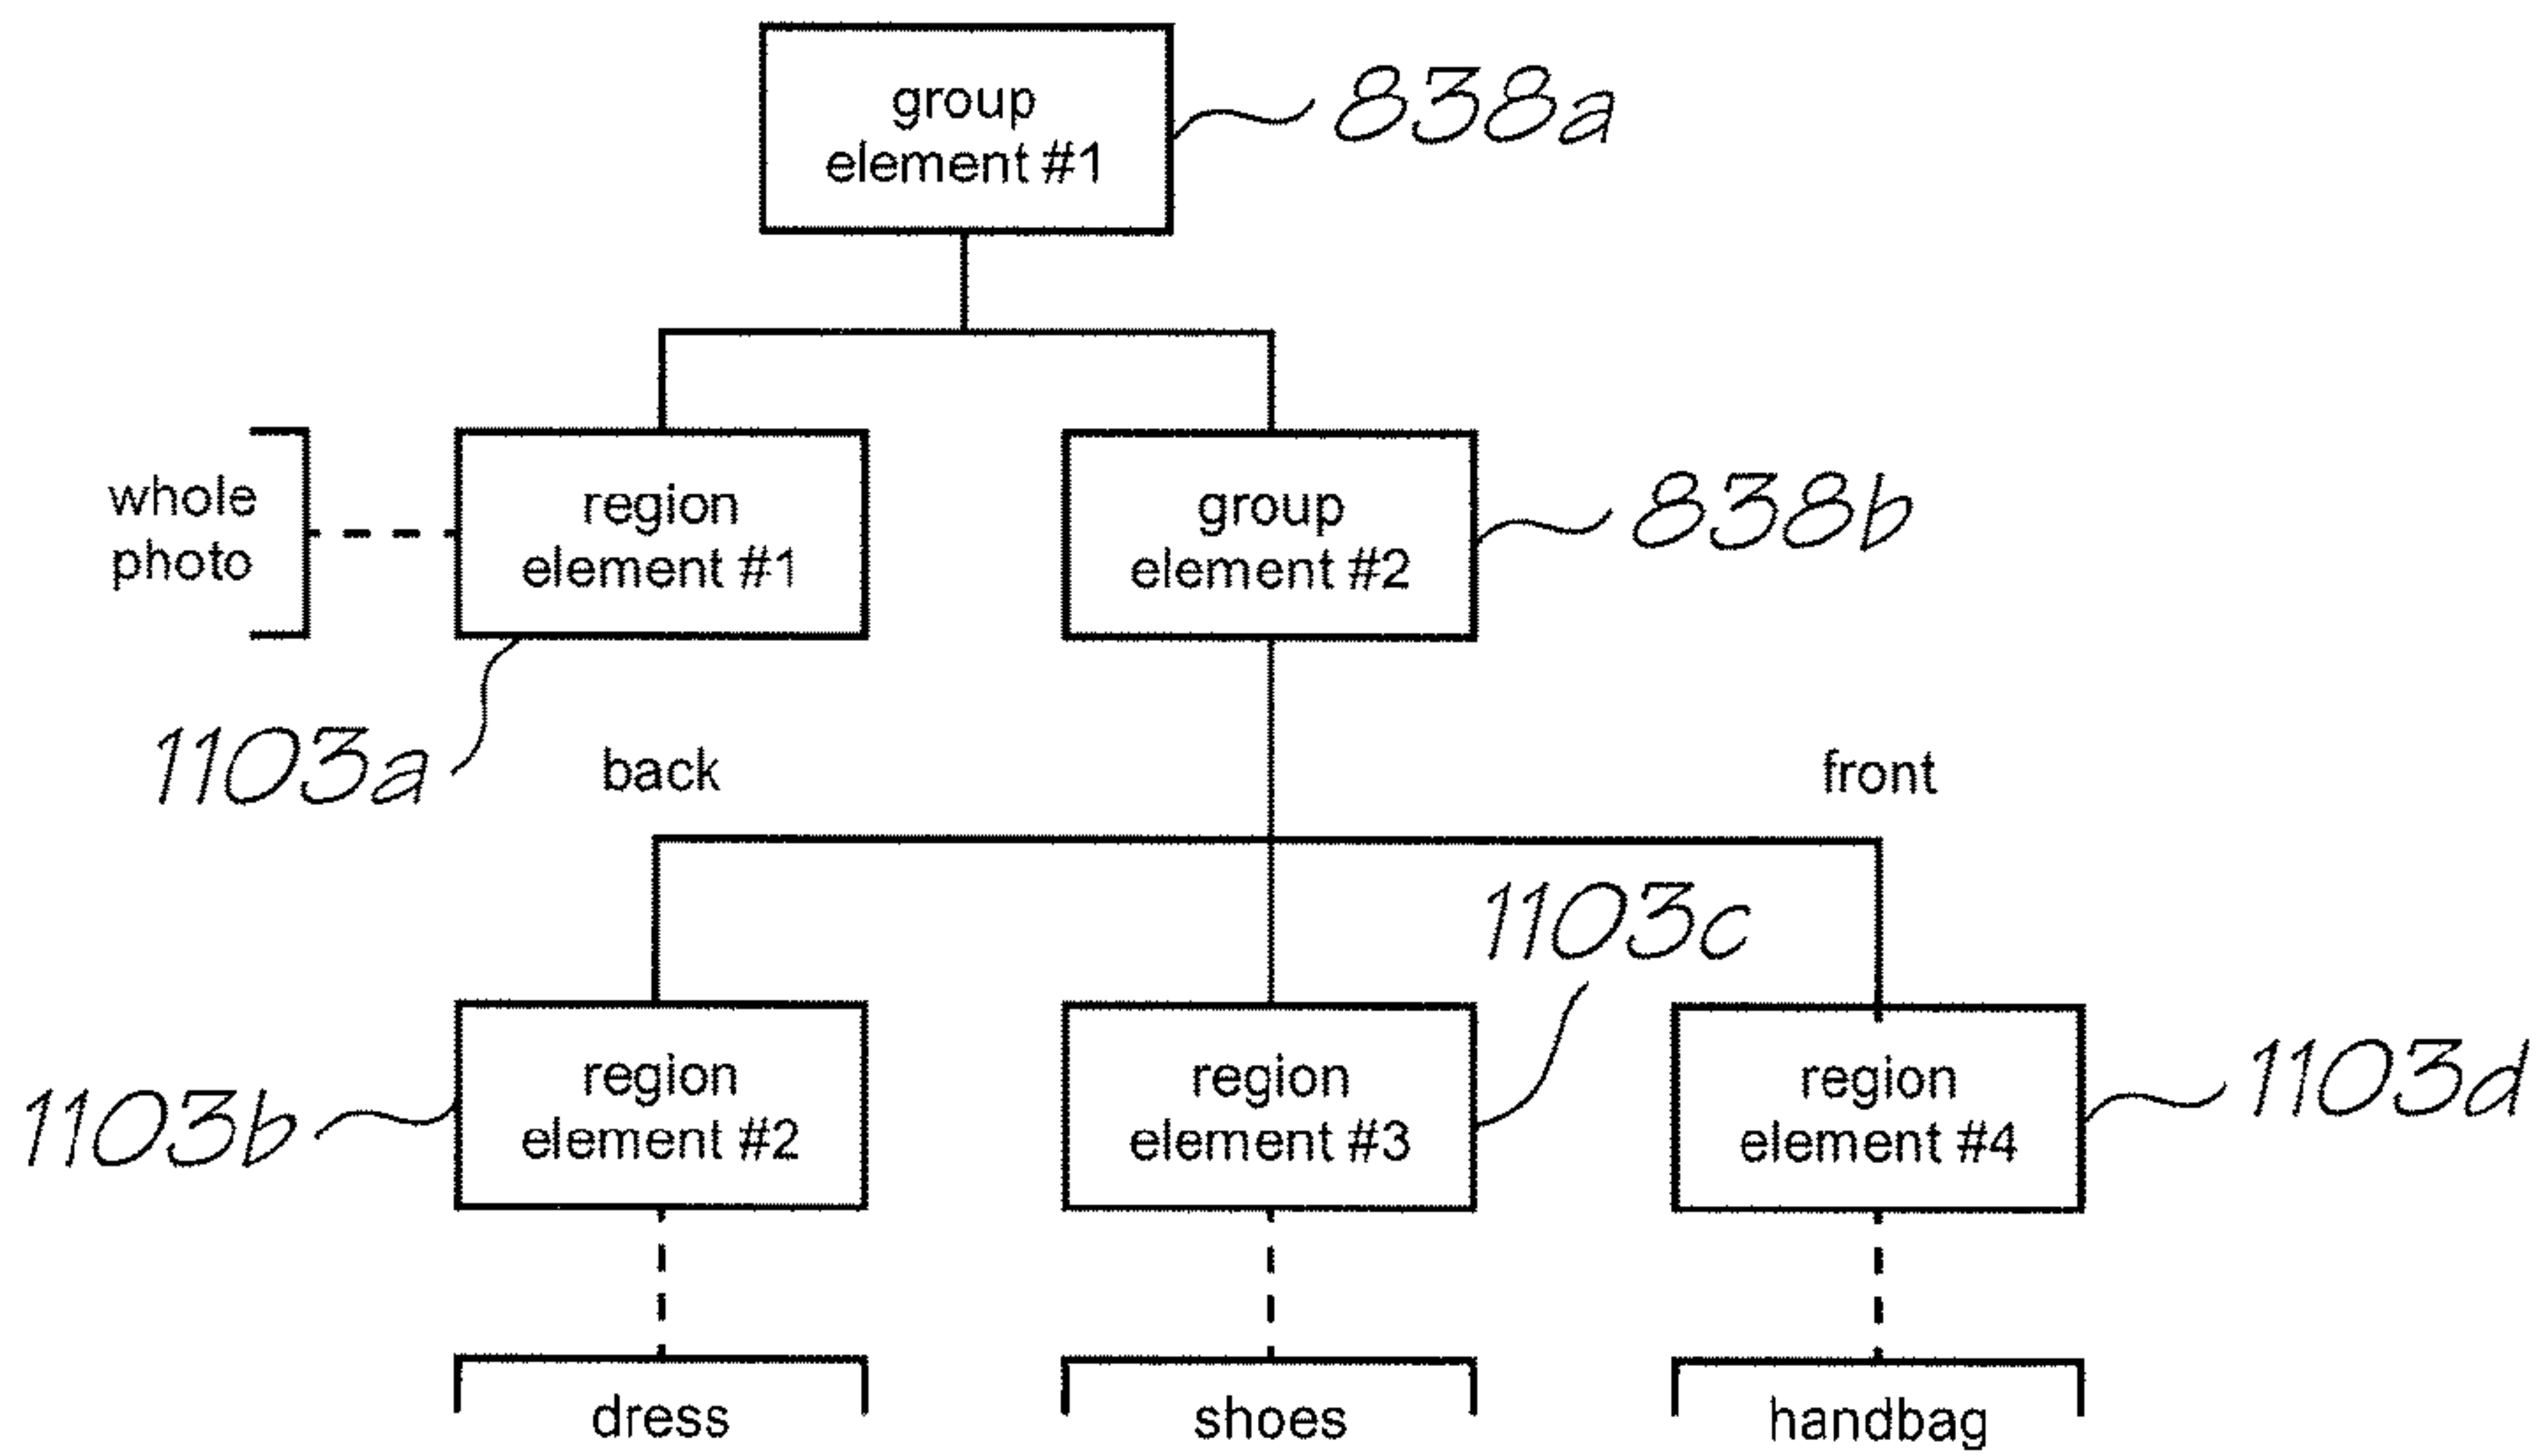 group
element #1
838a
whole
photo
region
element #1
group
element #2
838b
1103a
back
front
1103c
region
element #2
region
element #3
region
element #4
1103b
1103d
dress
shoes
handbag